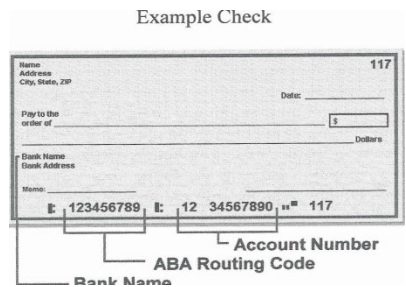 Example Check
Name 117
Address
City, State, ZIP
Date:
Pay to the
order of $
Dollars
Bank Name
Bank Address
Memo:
⑆ 123456789 ⑆ 12 34567890 ⑈ 117
Account Number
ABA Routing Code
Bank Name